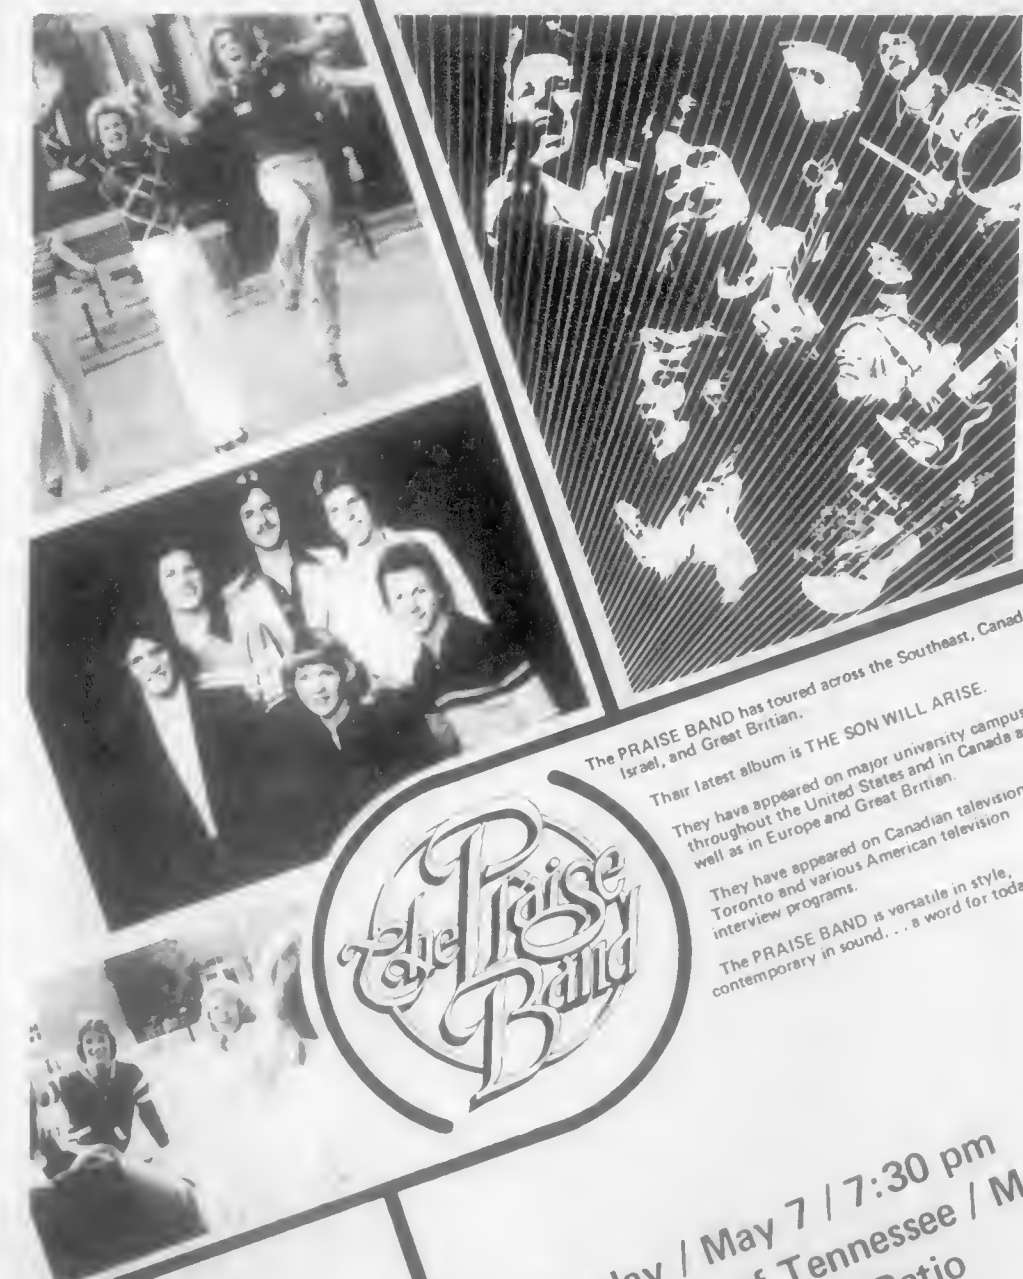 The PRAISE BAND has toured across the Southeast, Canad
Israel, and Great Britian.
Thair latest album is THE SON WILL ARISE.
They have appeared on major university campus
throughout the United States and in Canada a
well as in Europe and Great Britian.
They have appeared on Canadian television
Toronto and various American television
interview programs.
The PRAISE BAND is versatile in style,
contemporary in sound. . . a word for toda
the Praise
Band
ay / May 7 / 7:30 pm
of Tennessee / M
Patio